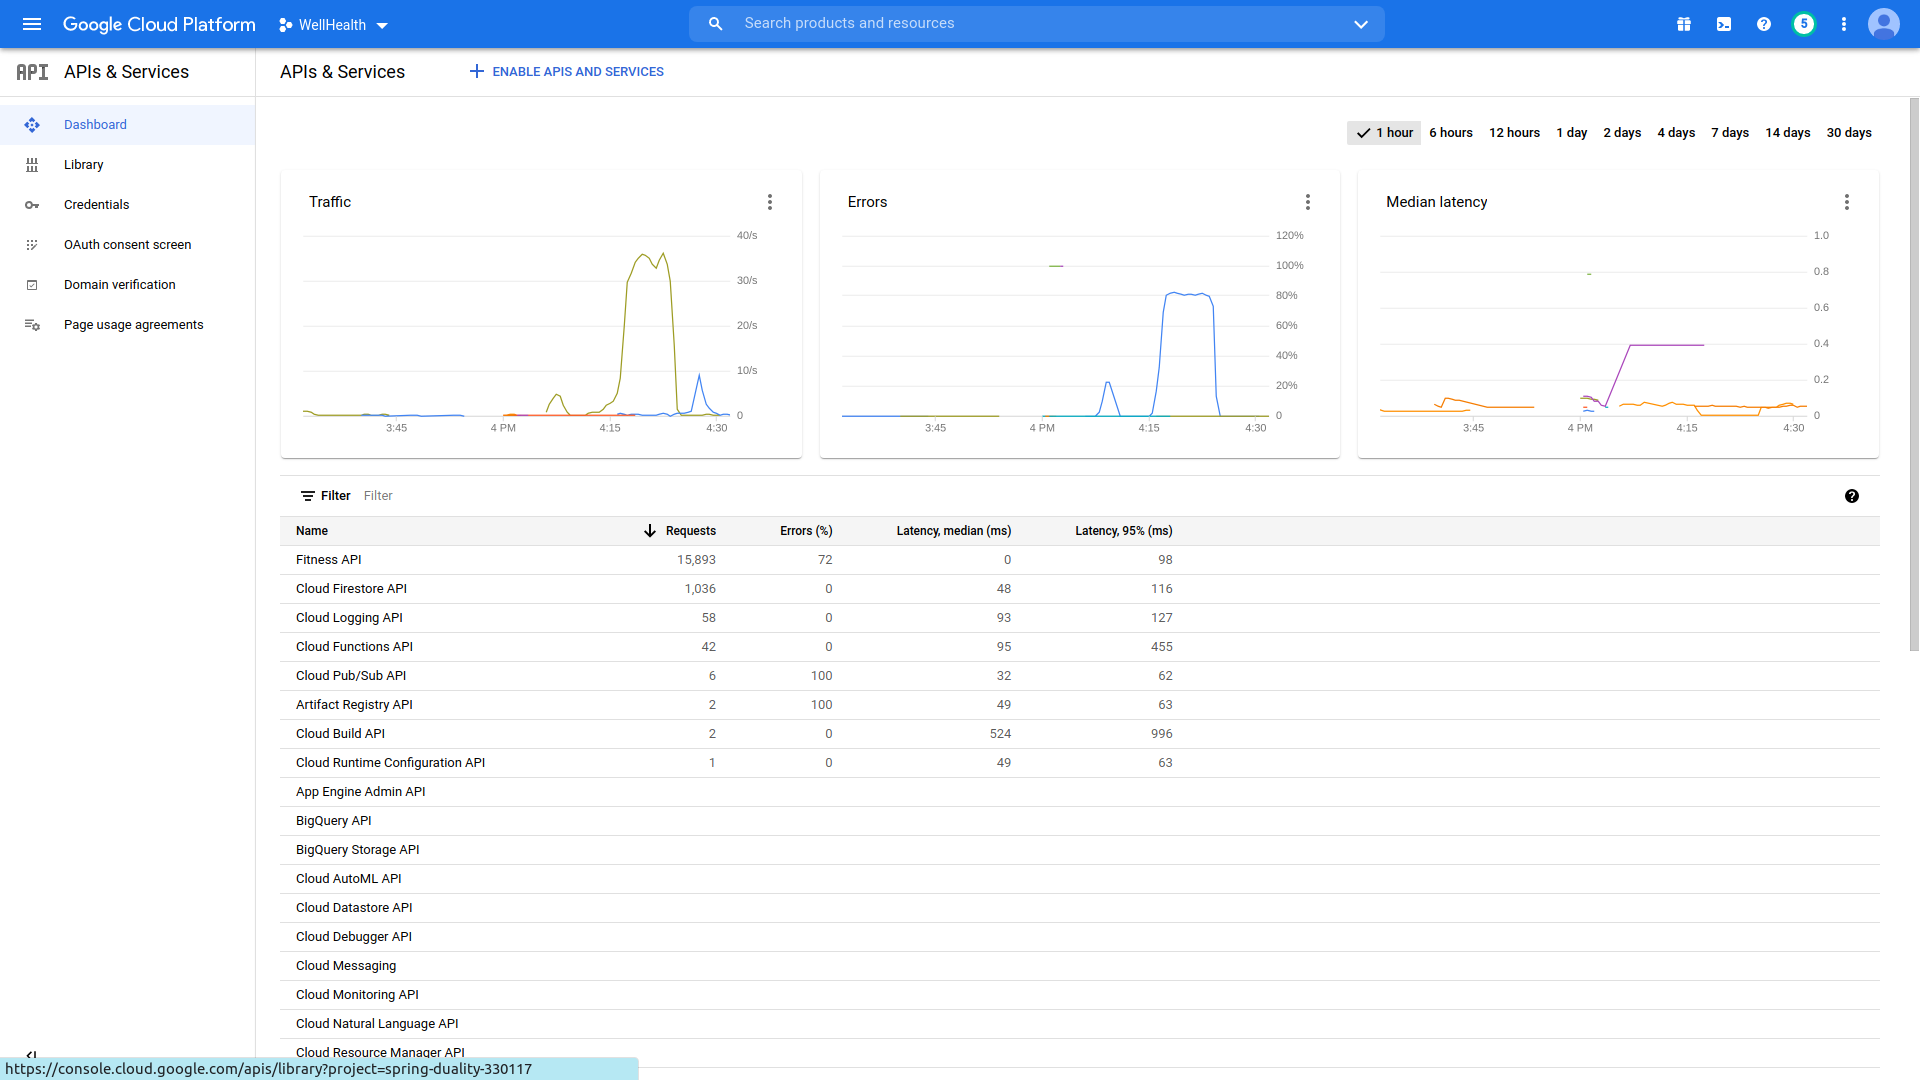 Google Cloud Platform
WellHealth
Search products and resources
5
API APIs & Services
APIs & Services
ENABLE APIS AND SERVICES
Dashboard
Library
Credentials
OAuth consent screen
Domain verification
Page usage agreements
1 hour 6 hours 12 hours 1 day 2 days 4 days 7 days 14 days 30 days
Traffic
40/s
30/s
20/s
10/s
0
3:45 4 PM 4:15 4:30
Errors
120%
100%
80%
60%
40%
20%
0
3:45 4 PM 4:15 4:30
Median latency
1.0
0.8
0.6
0.4
0.2
0
3:45 4 PM 4:15 4:30
Filter Filter
Name Requests Errors (%) Latency, median (ms) Latency, 95% (ms)
Fitness API 15,893 72 0 98
Cloud Firestore API 1,036 0 48 116
Cloud Logging API 58 0 93 127
Cloud Functions API 42 0 95 455
Cloud Pub/Sub API 6 100 32 62
Artifact Registry API 2 100 49 63
Cloud Build API 2 0 524 996
Cloud Runtime Configuration API 1 0 49 63
App Engine Admin API
BigQuery API
BigQuery Storage API
Cloud AutoML API
Cloud Datastore API
Cloud Debugger API
Cloud Messaging
Cloud Monitoring API
Cloud Natural Language API
Cloud Resource Manager API
https://console.cloud.google.com/apis/library?project=spring-duality-330117